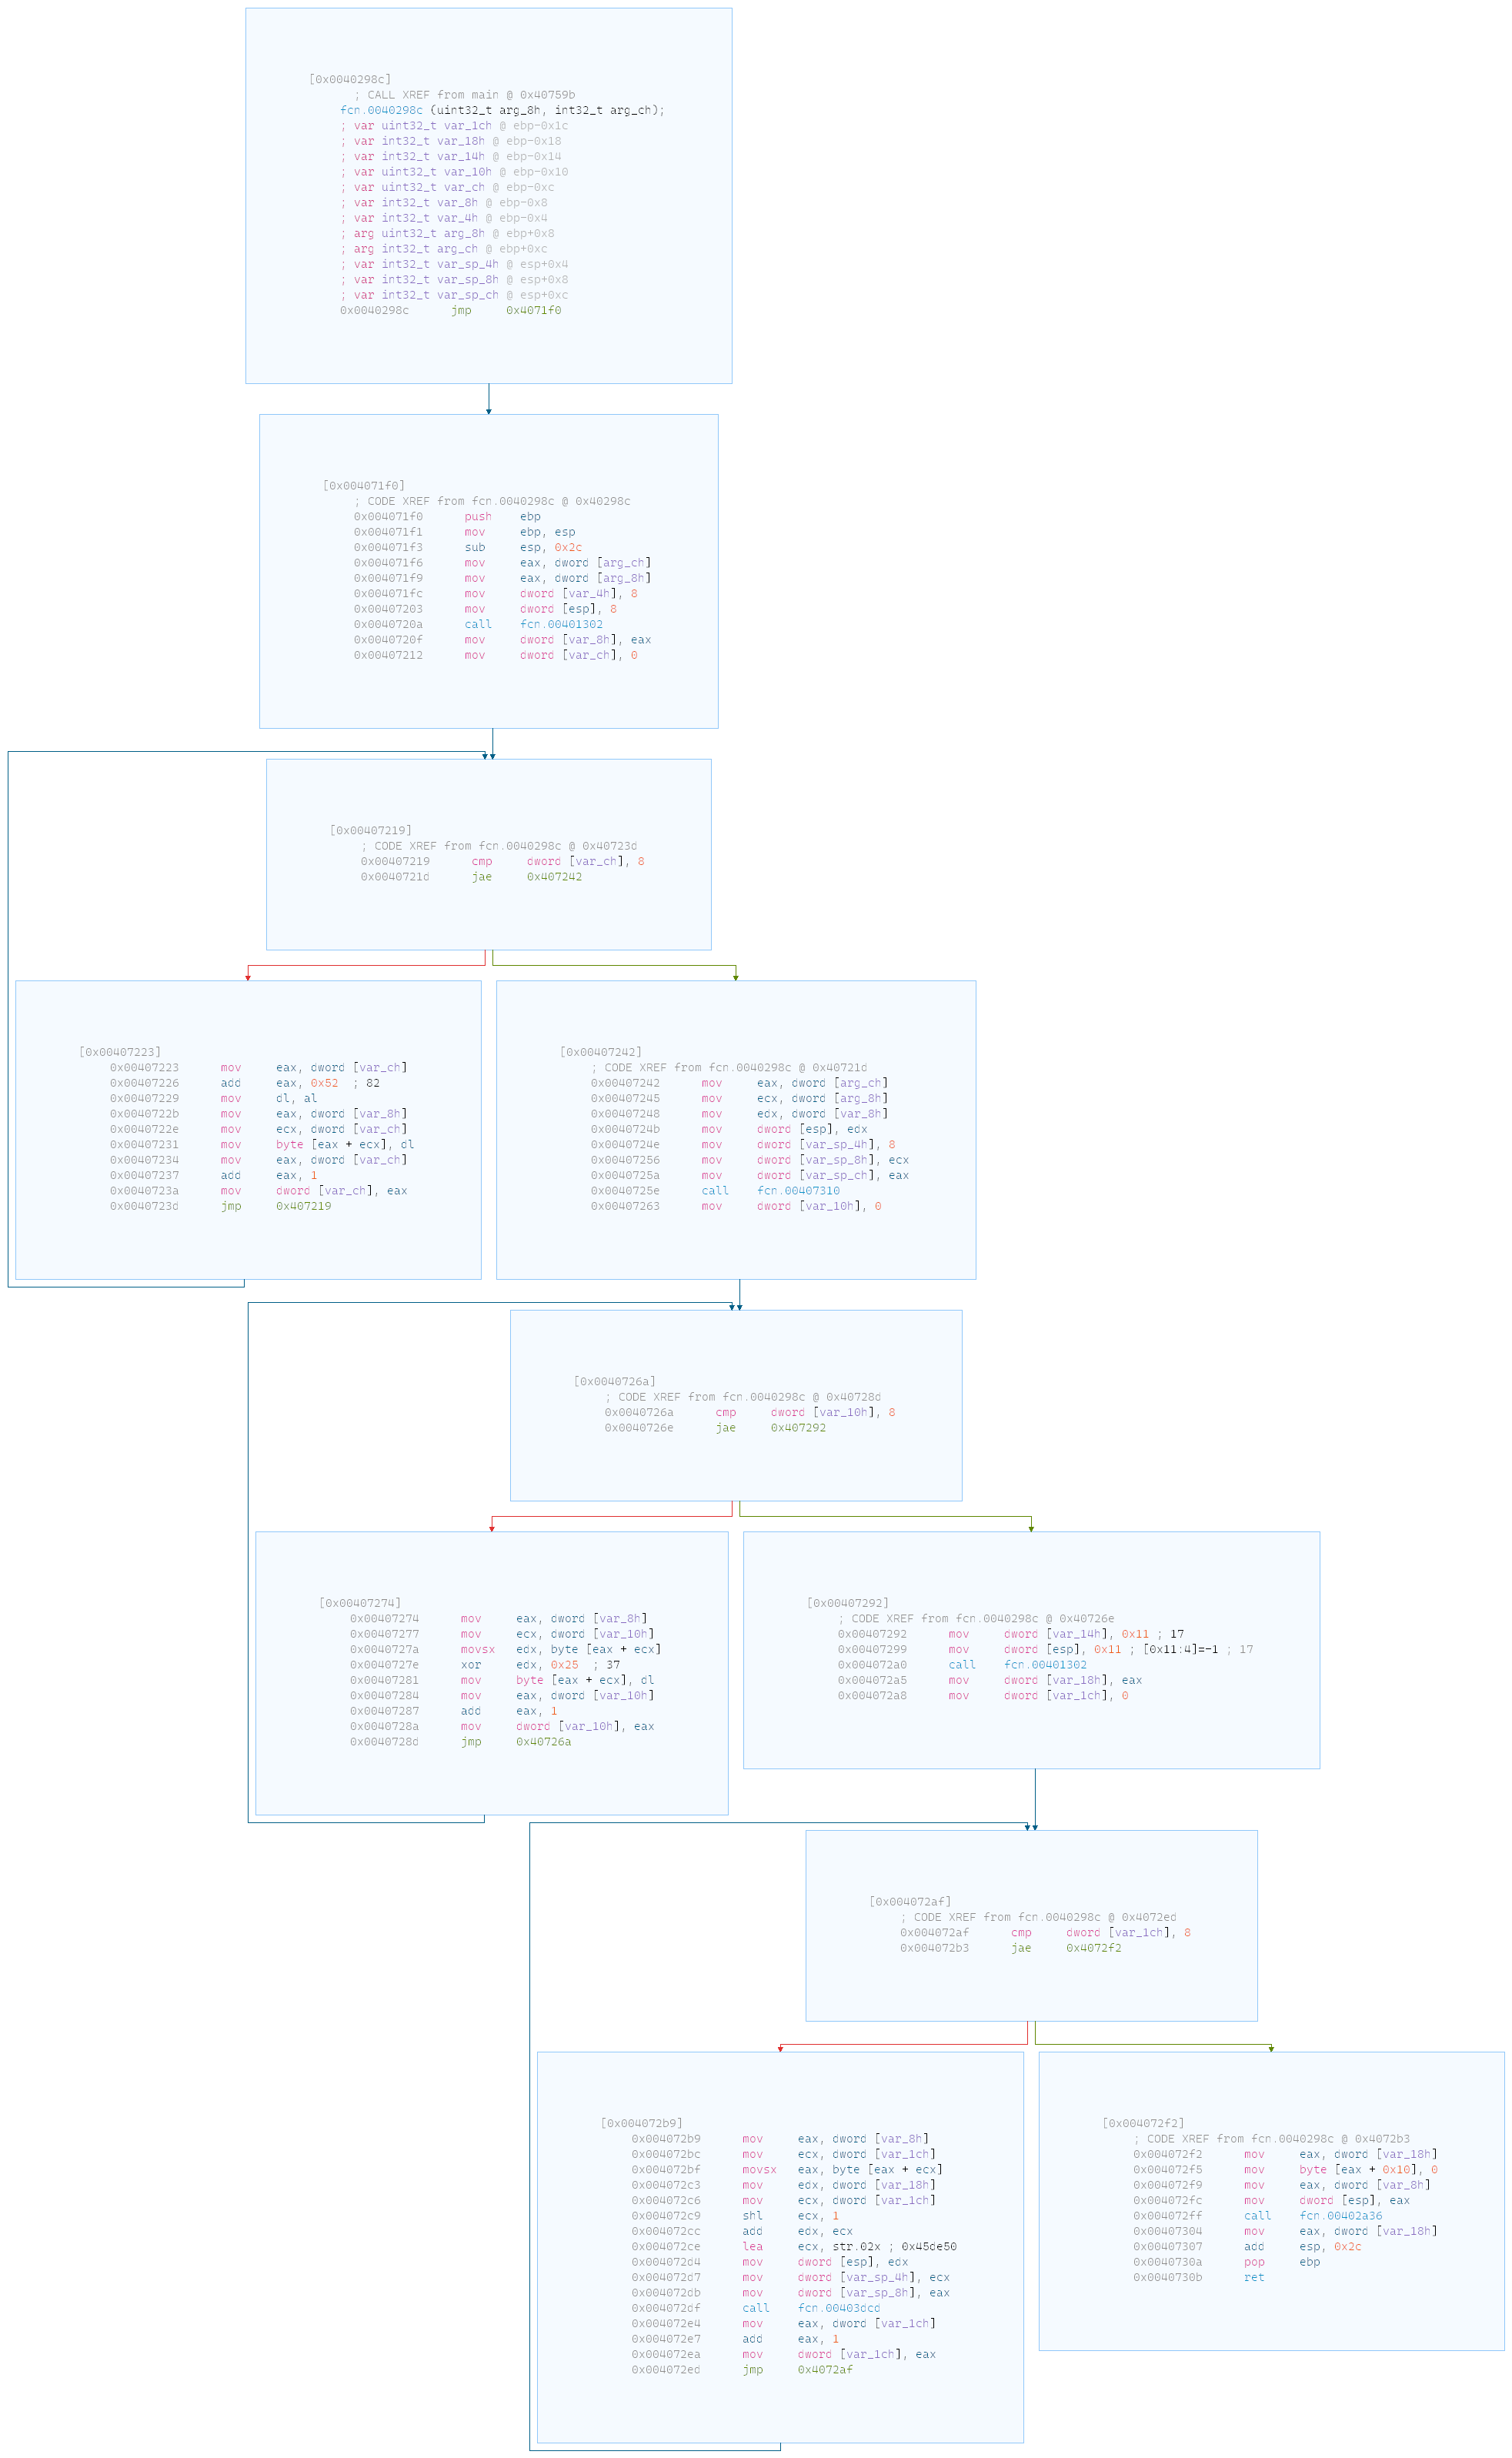 [0x0040298c]
; CALL XREF from main @ 0x40759b
fcn.0040298c (uint32_t arg_8h, int32_t arg_ch);
; var uint32_t var_1ch @ ebp-0x1c
; var int32_t var_18h @ ebp-0x18
; var int32_t var_14h @ ebp-0x14
; var int32_t var_10h @ ebp-0x10
; var uint32_t var_ch @ ebp-0xc
; var int32_t var_8h @ ebp-0x8
; var int32_t var_4h @ ebp-0x4
; arg uint32_t arg_8h @ ebp+0x8
; arg int32_t arg_ch @ ebp+0xc
; var int32_t var_sp_4h @ esp+0x4
; var int32_t var_sp_8h @ esp+0x8
; var int32_t var_sp_ch @ esp+0xc
0x0040298c jmp 0x4071f0
[0x004071f0]
; CODE XREF from fcn.0040298c @ 0x40298c
0x004071f0 push ebp
0x004071f1 mov ebp, esp
0x004071f3 sub esp, 0x2c
0x004071f6 mov eax, dword [arg_ch]
0x004071f9 mov eax, dword [arg_8h]
0x004071fc mov dword [var_4h], 8
0x00407203 mov dword [esp], 8
0x0040720a call fcn.00401302
0x0040720f mov dword [var_8h], eax
0x00407212 mov dword [var_ch], 0
[0x00407219]
; CODE XREF from fcn.0040298c @ 0x40723d
0x00407219 cmp dword [var_ch], 8
0x0040721d jae 0x407242
[0x00407223]
0x00407223 mov eax, dword [var_ch]
0x00407226 add eax, 0x52 ; 82
0x00407229 mov dl, al
0x0040722b mov eax, dword [var_8h]
0x0040722e mov ecx, dword [var_ch]
0x00407231 mov byte [eax + ecx], dl
0x00407234 mov eax, dword [var_ch]
0x00407237 add eax, 1
0x0040723a mov dword [var_ch], eax
0x0040723d jmp 0x407219
[0x00407242]
; CODE XREF from fcn.0040298c @ 0x40721d
0x00407242 mov eax, dword [arg_ch]
0x00407245 mov ecx, dword [arg_8h]
0x00407248 mov edx, dword [var_8h]
0x0040724b mov dword [esp], edx
0x0040724e mov dword [var_sp_4h], 8
0x00407256 mov dword [var_sp_8h], ecx
0x0040725a mov dword [var_sp_ch], eax
0x0040725e call fcn.00407310
0x00407263 mov dword [var_10h], 0
[0x0040726a]
; CODE XREF from fcn.0040298c @ 0x40728d
0x0040726a cmp dword [var_10h], 8
0x0040726e jae 0x407292
[0x00407274]
0x00407274 mov eax, dword [var_8h]
0x00407277 mov ecx, dword [var_10h]
0x0040727a movsx edx, byte [eax + ecx]
0x0040727e xor edx, 0x25 ; 37
0x00407281 mov byte [eax + ecx], dl
0x00407284 mov eax, dword [var_10h]
0x00407287 add eax, 1
0x0040728a mov dword [var_10h], eax
0x0040728d jmp 0x40726a
[0x00407292]
; CODE XREF from fcn.0040298c @ 0x40726e
0x00407292 mov dword [var_14h], 0x11 ; 17
0x00407299 mov dword [esp], 0x11 ; [0x11:4]=-1 ; 17
0x004072a0 call fcn.00401302
0x004072a5 mov dword [var_18h], eax
0x004072a8 mov dword [var_1ch], 0
[0x004072af]
; CODE XREF from fcn.0040298c @ 0x4072ed
0x004072af cmp dword [var_1ch], 8
0x004072b3 jae 0x4072f2
[0x004072b9]
0x004072b9 mov eax, dword [var_8h]
0x004072bc mov ecx, dword [var_1ch]
0x004072bf movsx eax, byte [eax + ecx]
0x004072c3 mov edx, dword [var_18h]
0x004072c6 mov ecx, dword [var_1ch]
0x004072c9 shl ecx, 1
0x004072cc add edx, ecx
0x004072ce lea ecx, str.02x ; 0x45de50
0x004072d4 mov dword [esp], edx
0x004072d7 mov dword [var_sp_4h], ecx
0x004072db mov dword [var_sp_8h], eax
0x004072df call fcn.00403dcd
0x004072e4 mov eax, dword [var_1ch]
0x004072e7 add eax, 1
0x004072ea mov dword [var_1ch], eax
0x004072ed jmp 0x4072af
[0x004072f2]
; CODE XREF from fcn.0040298c @ 0x4072b3
0x004072f2 mov eax, dword [var_18h]
0x004072f5 mov byte [eax + 0x10], 0
0x004072f9 mov eax, dword [var_8h]
0x004072fc mov dword [esp], eax
0x004072ff call fcn.00402a36
0x00407304 mov eax, dword [var_18h]
0x00407307 add esp, 0x2c
0x0040730a pop ebp
0x0040730b ret